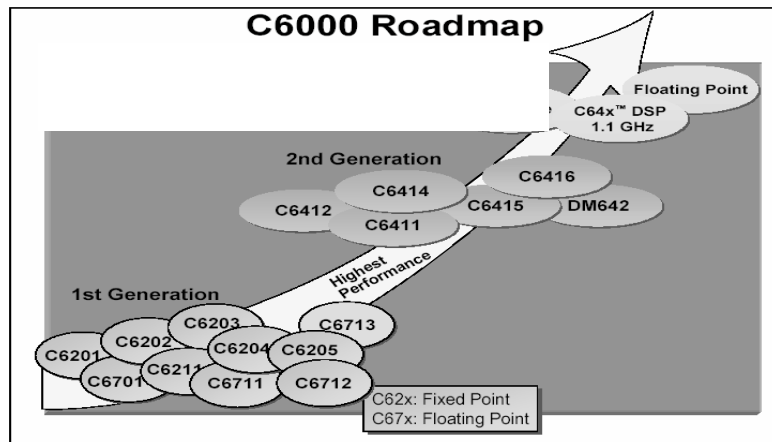 C6000 Roadmap
Floating Point
C64x™ DSP
1.1 GHz
2nd Generation
C6416
C6414
C6412
C6415
DM642
C6411
Highest
Performance
1st Generation
C6203
C6713
C6202
C6204
C6205
C6201
C6211
C6701
C6711
C6712
C62x: Fixed Point
C67x: Floating Point